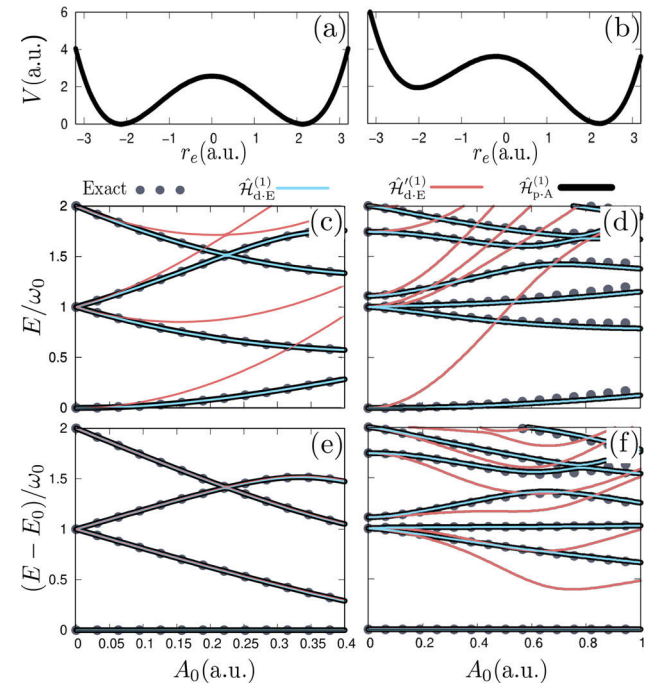 6
4
2
0
V(a.u.)
(a)
(b)
−3 −2 −1 0 1 2 3
−3 −2 −1 0 1 2 3
r_e(a.u.)
r_e(a.u.)
Exact
Ĥ_{d·E}^{(1)}
Ĥ'_{d·E}^{(1)}
Ĥ_{p·A}^{(1)}
2
1.5
1
0.5
0
E/ω_0
(c)
(d)
2
1.5
1
0.5
0
(E − E_0)/ω_0
(e)
(f)
0 0.05 0.1 0.15 0.2 0.25 0.3 0.35 0.4
0 0.2 0.4 0.6 0.8 1
A_0(a.u.)
A_0(a.u.)